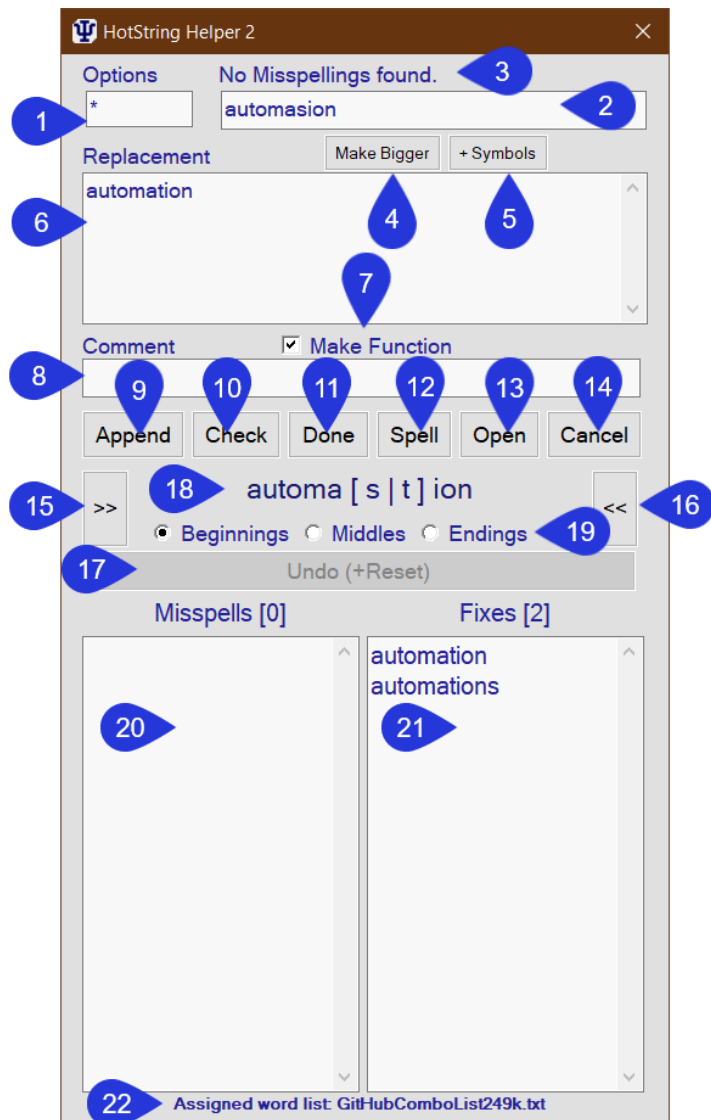 Ψ HotString Helper 2 ×
Options No Misspellings found. 3
1 * automasion 2
Replacement Make Bigger + Symbols
6 automation 4 5
7
Comment Make Function
8 9 10 11 12 13 14
Append Check Done Spell Open Cancel
15 >> 18 automa [ s | t ] ion << 16
Beginnings Middles Endings 19
17 Undo (+Reset)
Misspells [0] Fixes [2]
automation
automations
20 21
22 Assigned word list: GitHubComboList249k.txt